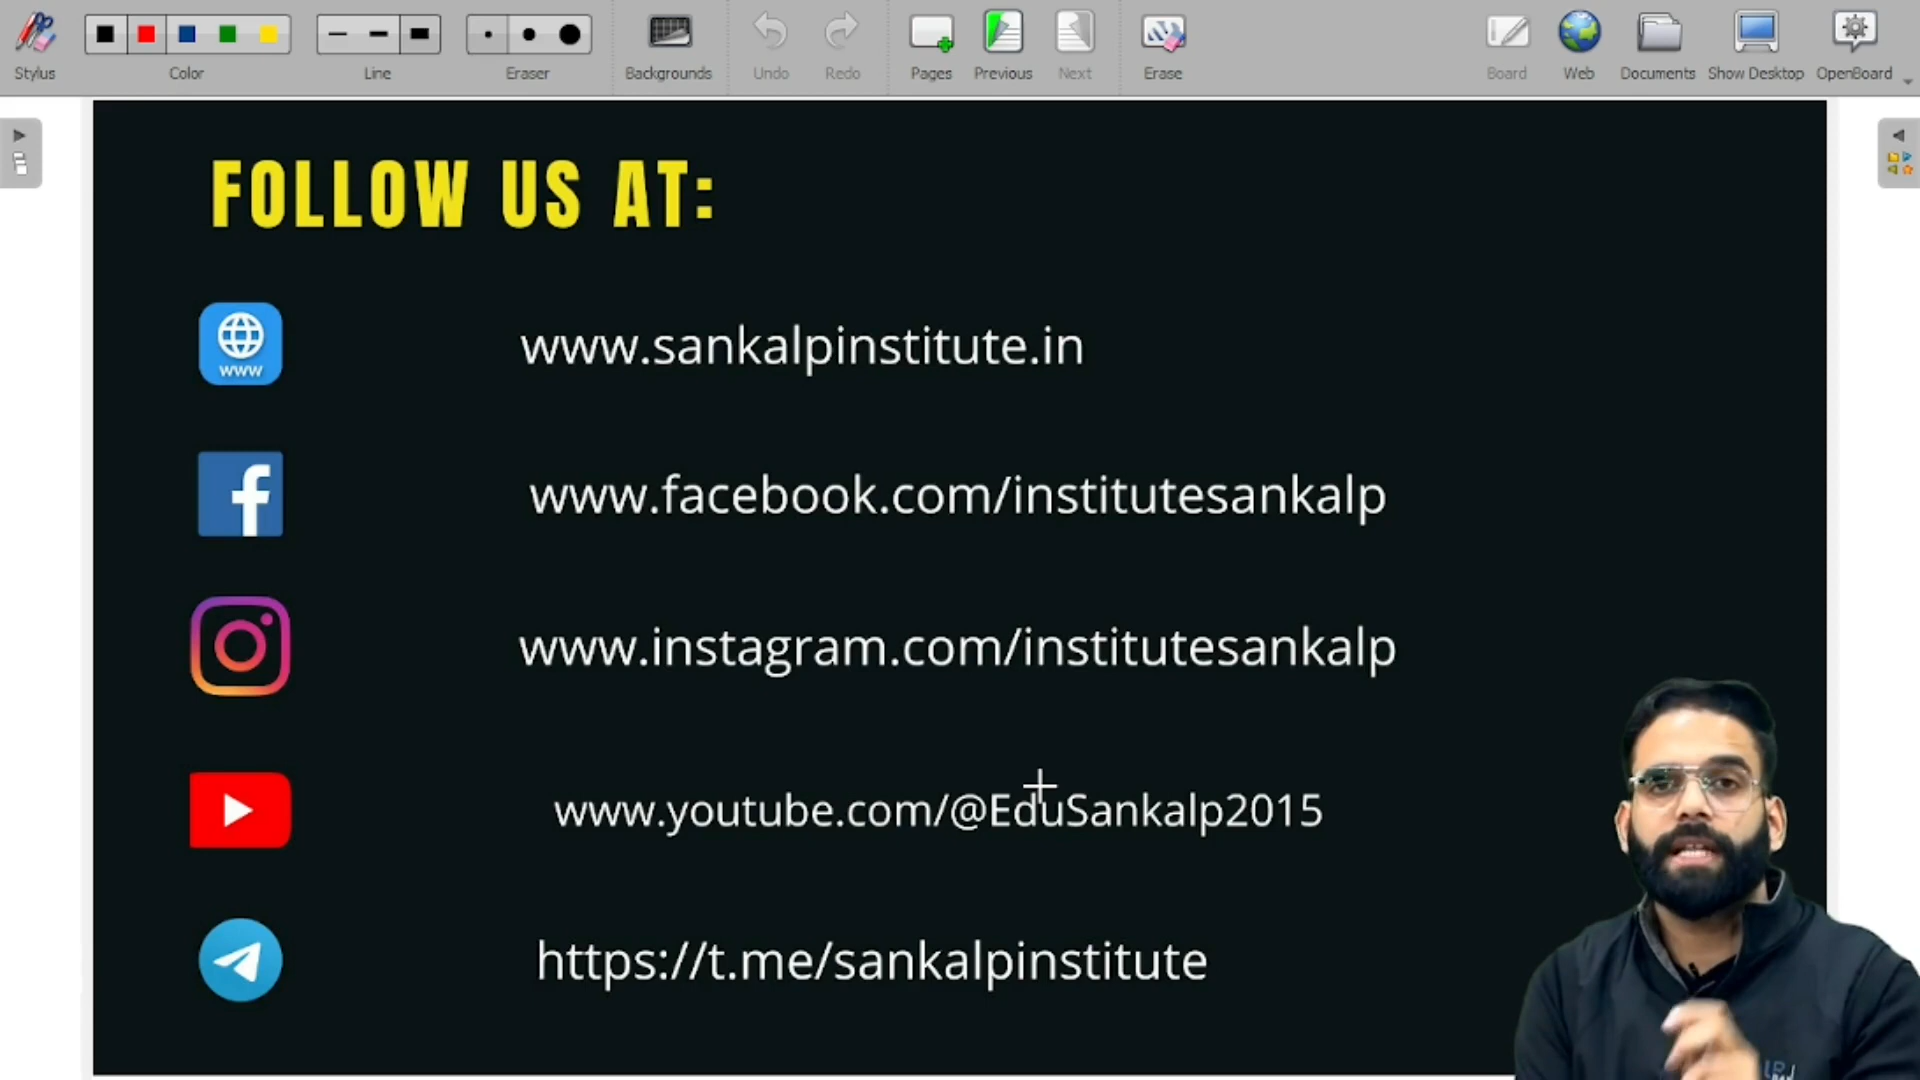 Stylus
Color
Line
Eraser
Backgrounds
Undo
Redo
Pages
Previous
Next
Erase
Board
Web
Documents
Show Desktop
OpenBoard
FOLLOW US AT:
www
www.sankalpinstitute.in
www.facebook.com/institutesankalp
www.instagram.com/institutesankalp
www.youtube.com/@EduSankalp2015
https://t.me/sankalpinstitute